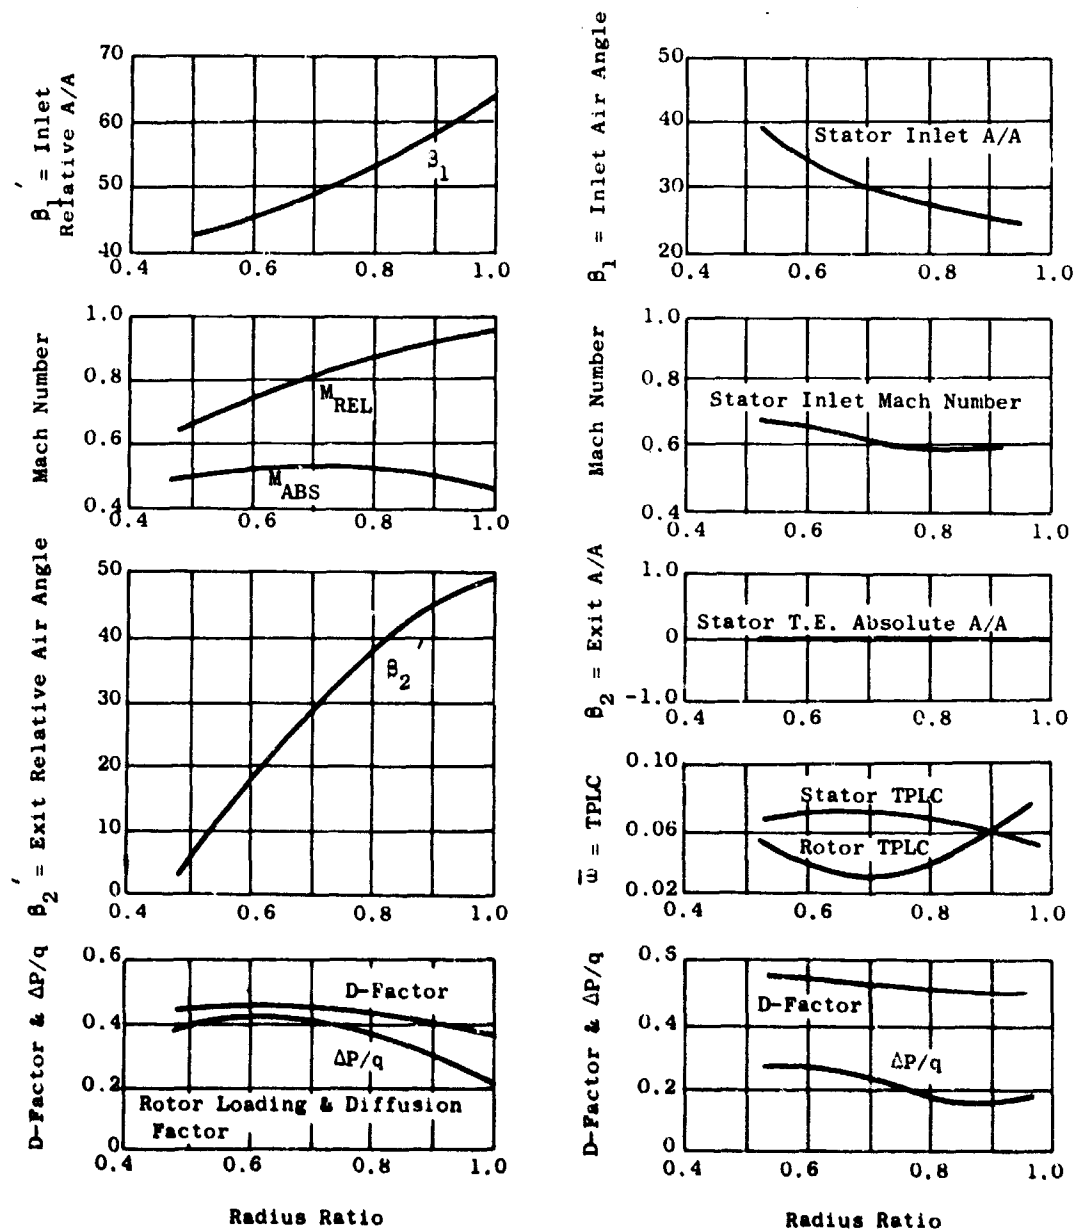 β₁′ = Inlet
Relative A/A
70
60
50
40
β₁
0.4
0.6
0.8
1.0
Mach Number
1.0
0.8
0.6
0.4
M_REL
M_ABS
0.4
0.6
0.8
1.0
β₂′ = Exit Relative Air Angle
50
40
30
20
10
0
β₂′
0.4
0.6
0.8
1.0
D-Factor & ΔP/q
0.6
0.4
0.2
0
D-Factor
ΔP/q
Rotor Loading & Diffusion
Factor
0.4
0.6
0.8
1.0
Radius Ratio
β₁ = Inlet Air Angle
50
40
30
20
Stator Inlet A/A
0.4
0.6
0.8
1.0
Mach Number
1.0
0.8
0.6
0.4
Stator Inlet Mach Number
0.4
0.6
0.8
1.0
β₂ = Exit A/A
1.0
0
-1.0
Stator T.E. Absolute A/A
0.4
0.6
0.8
1.0
ω̄ = TPLC
0.10
0.06
0.02
Stator TPLC
Rotor TPLC
0.4
0.6
0.8
1.0
D-Factor & ΔP/q
0.6
0.4
0.2
0
D-Factor
ΔP/q
0.4
0.6
0.8
1.0
Radius Ratio